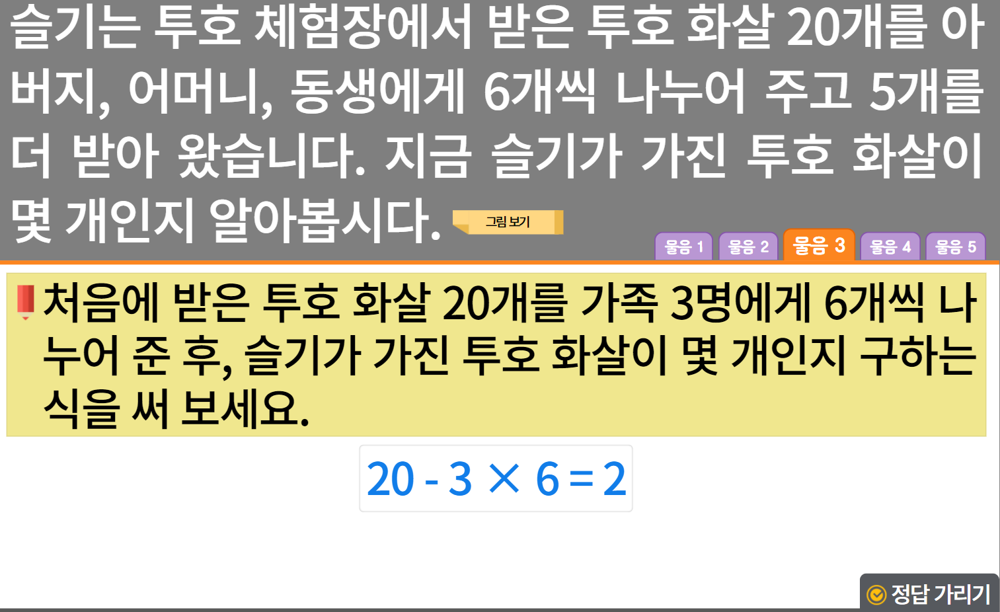 슬기는 투호 체험장에서 받은 투호 화살 20개를 아
버지, 어머니, 동생에게 6개씩 나누어 주고 5개를
더 받아 왔습니다. 지금 슬기가 가진 투호 화살이
몇 개인지 알아봅시다. 그림 보기
물음 1 물음 2 물음 3 물음 4 물음 5
처음에 받은 투호 화살 20개를 가족 3명에게 6개씩 나
누어 준 후, 슬기가 가진 투호 화살이 몇 개인지 구하는
식을 써 보세요.
20 - 3 × 6 = 2
정답 가리기